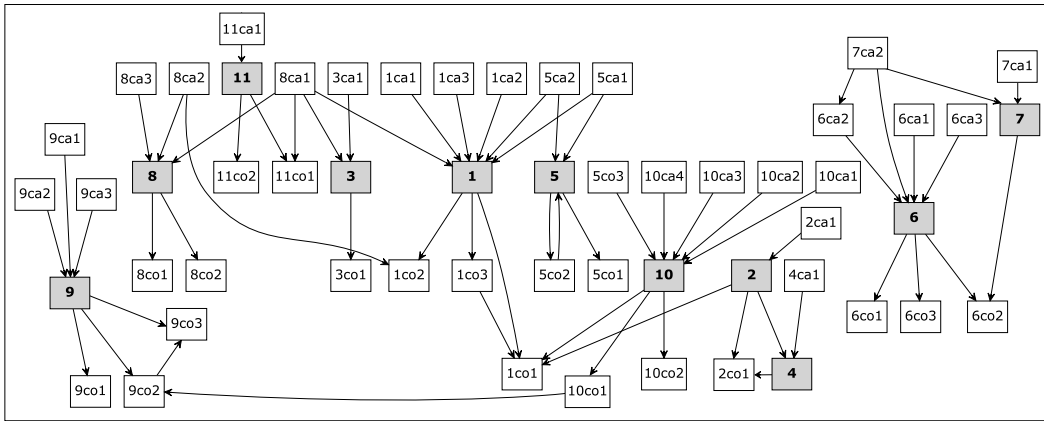 11ca1
7ca2
7ca1
8ca3
8ca2
11
8ca1
3ca1
1ca1
1ca3
1ca2
5ca2
5ca1
6ca2
6ca1
6ca3
7
9ca1
8
11co2
11co1
3
1
5
5co3
10ca4
10ca3
10ca2
10ca1
9ca2
9ca3
6
2ca1
8co1
8co2
3co1
1co2
1co3
5co2
5co1
10
2
4ca1
9
9co3
6co1
6co3
6co2
9co1
9co2
1co1
10co1
10co2
2co1
4